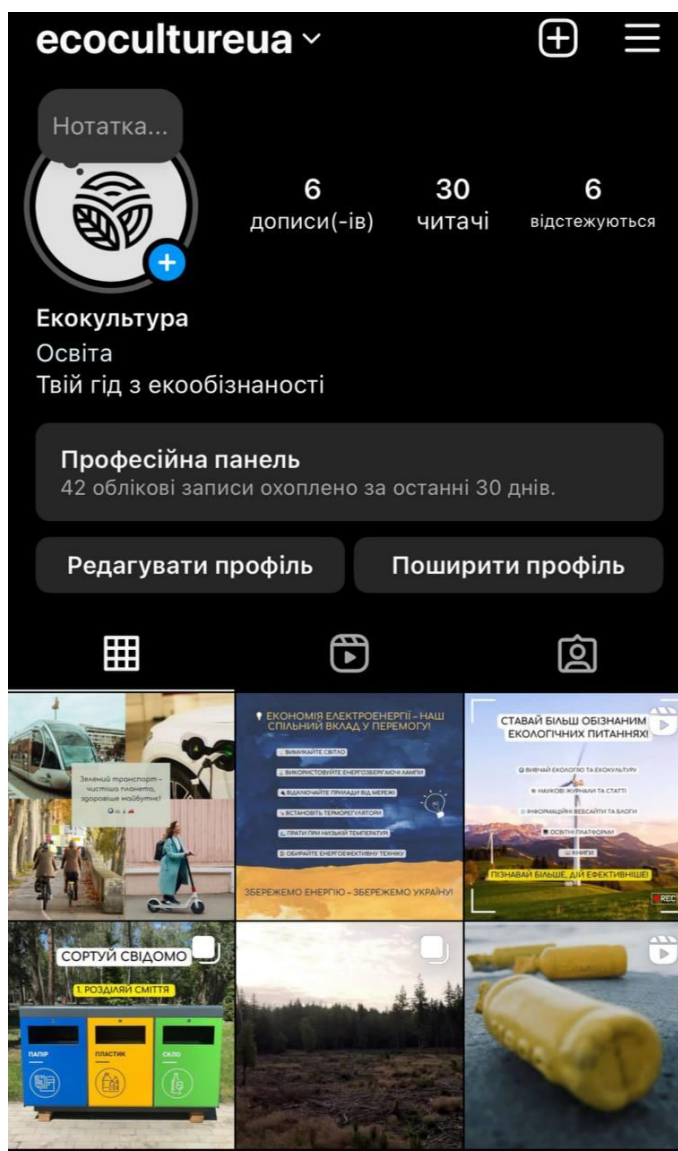 ecocultureua
Нотатка...
6
дописи(-ів)
30
читачі
6
відстежуються
Екокультура
Освіта
Твій гід з екообізнаності
Професійна панель
42 облікові записи охоплено за останні 30 днів.
Редагувати профіль
Поширити профіль
Зелений транспорт –
чистіша планета,
здоровіше майбутнє!
ЕКОНОМІЯ ЕЛЕКТРОЕНЕРГІЇ – НАШ
СПІЛЬНИЙ ВКЛАД У ПЕРЕМОГУ!
ВИМИКАЙТЕ СВІТЛО
ВИКОРИСТОВУЙТЕ ЕНЕРГОЗБЕРГАЮЧІ ЛАМПИ
ВІДКЛЮЧАЙТЕ ПРИЛАДИ ВІД МЕРЕЖІ
ВСТАНОВІТЬ ТЕРМОРЕГУЛЯТОРИ
ПРАТИ ПРИ НИЗЬКІЙ ТЕМПЕРАТУРІ
ОБИРАЙТЕ ЕНЕРГОЕФЕКТИВНУ ТЕХНІКУ
ЗБЕРЕЖЕМО ЕНЕРГІЮ – ЗБЕРЕЖЕМО УКРАЇНУ!
СТАВАЙ БІЛЬШ ОБІЗНАНИМ
ЕКОЛОГІЧНИХ ПИТАННЯХ!
ВИВЧАЙ ЕКОЛОГІЮ ТА ЕКОКУЛЬТУРУ
НАУКОВІ ЖУРНАЛИ ТА СТАТТІ
ІНФОРМАЦІЙНІ ВЕБСАЙТИ ТА БЛОГИ
ОСВІТНІ ПЛАТФОРМИ
КНИГИ
ПІЗНАВАЙ БІЛЬШЕ, ДІЙ ЕФЕКТИВНІШЕ!
REC
СОРТУЙ СВІДОМО
1. РОЗДІЛЯЙ СМІТТЯ
ПАПІР
ПЛАСТИК
СКЛО